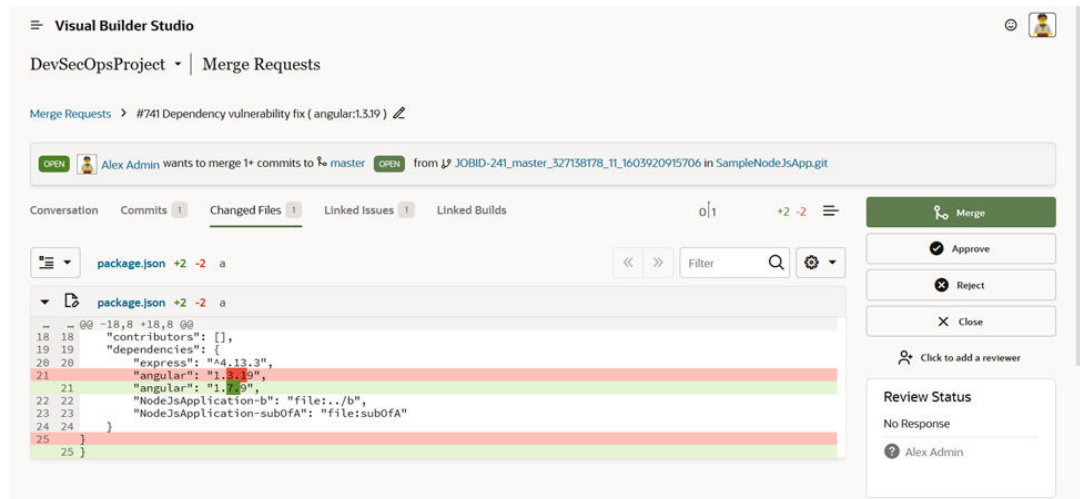 Visual Builder Studio
DevSecOpsProject
Merge Requests
Merge Requests > #741 Dependency vulnerability fix ( angular:1.3.19 )
OPEN Alex Admin wants to merge 1+ commits to master OPEN from JOBID-241_master_327138178_11_1603920915706 in SampleNodeJsApp.git
Conversation Commits 1 Changed Files 1 Linked Issues 1 Linked Builds 0 1 +2 -2
package.json +2 -2 a
Filter
package.json +2 -2 a
... ... @@ -18,8 +18,8 @@
18 18 "contributors": [],
19 19 "dependencies": {
20 20 "express": "^4.13.3",
21 "angular": "1.3.19",
21 "angular": "1.7.9",
22 22 "NodeJsApplication-b": "file:../b",
23 23 "NodeJsApplication-subOfA": "file:subOfA"
24 24 }
25 }
25 }
Merge
Approve
Reject
Close
Click to add a reviewer
Review Status
No Response
Alex Admin